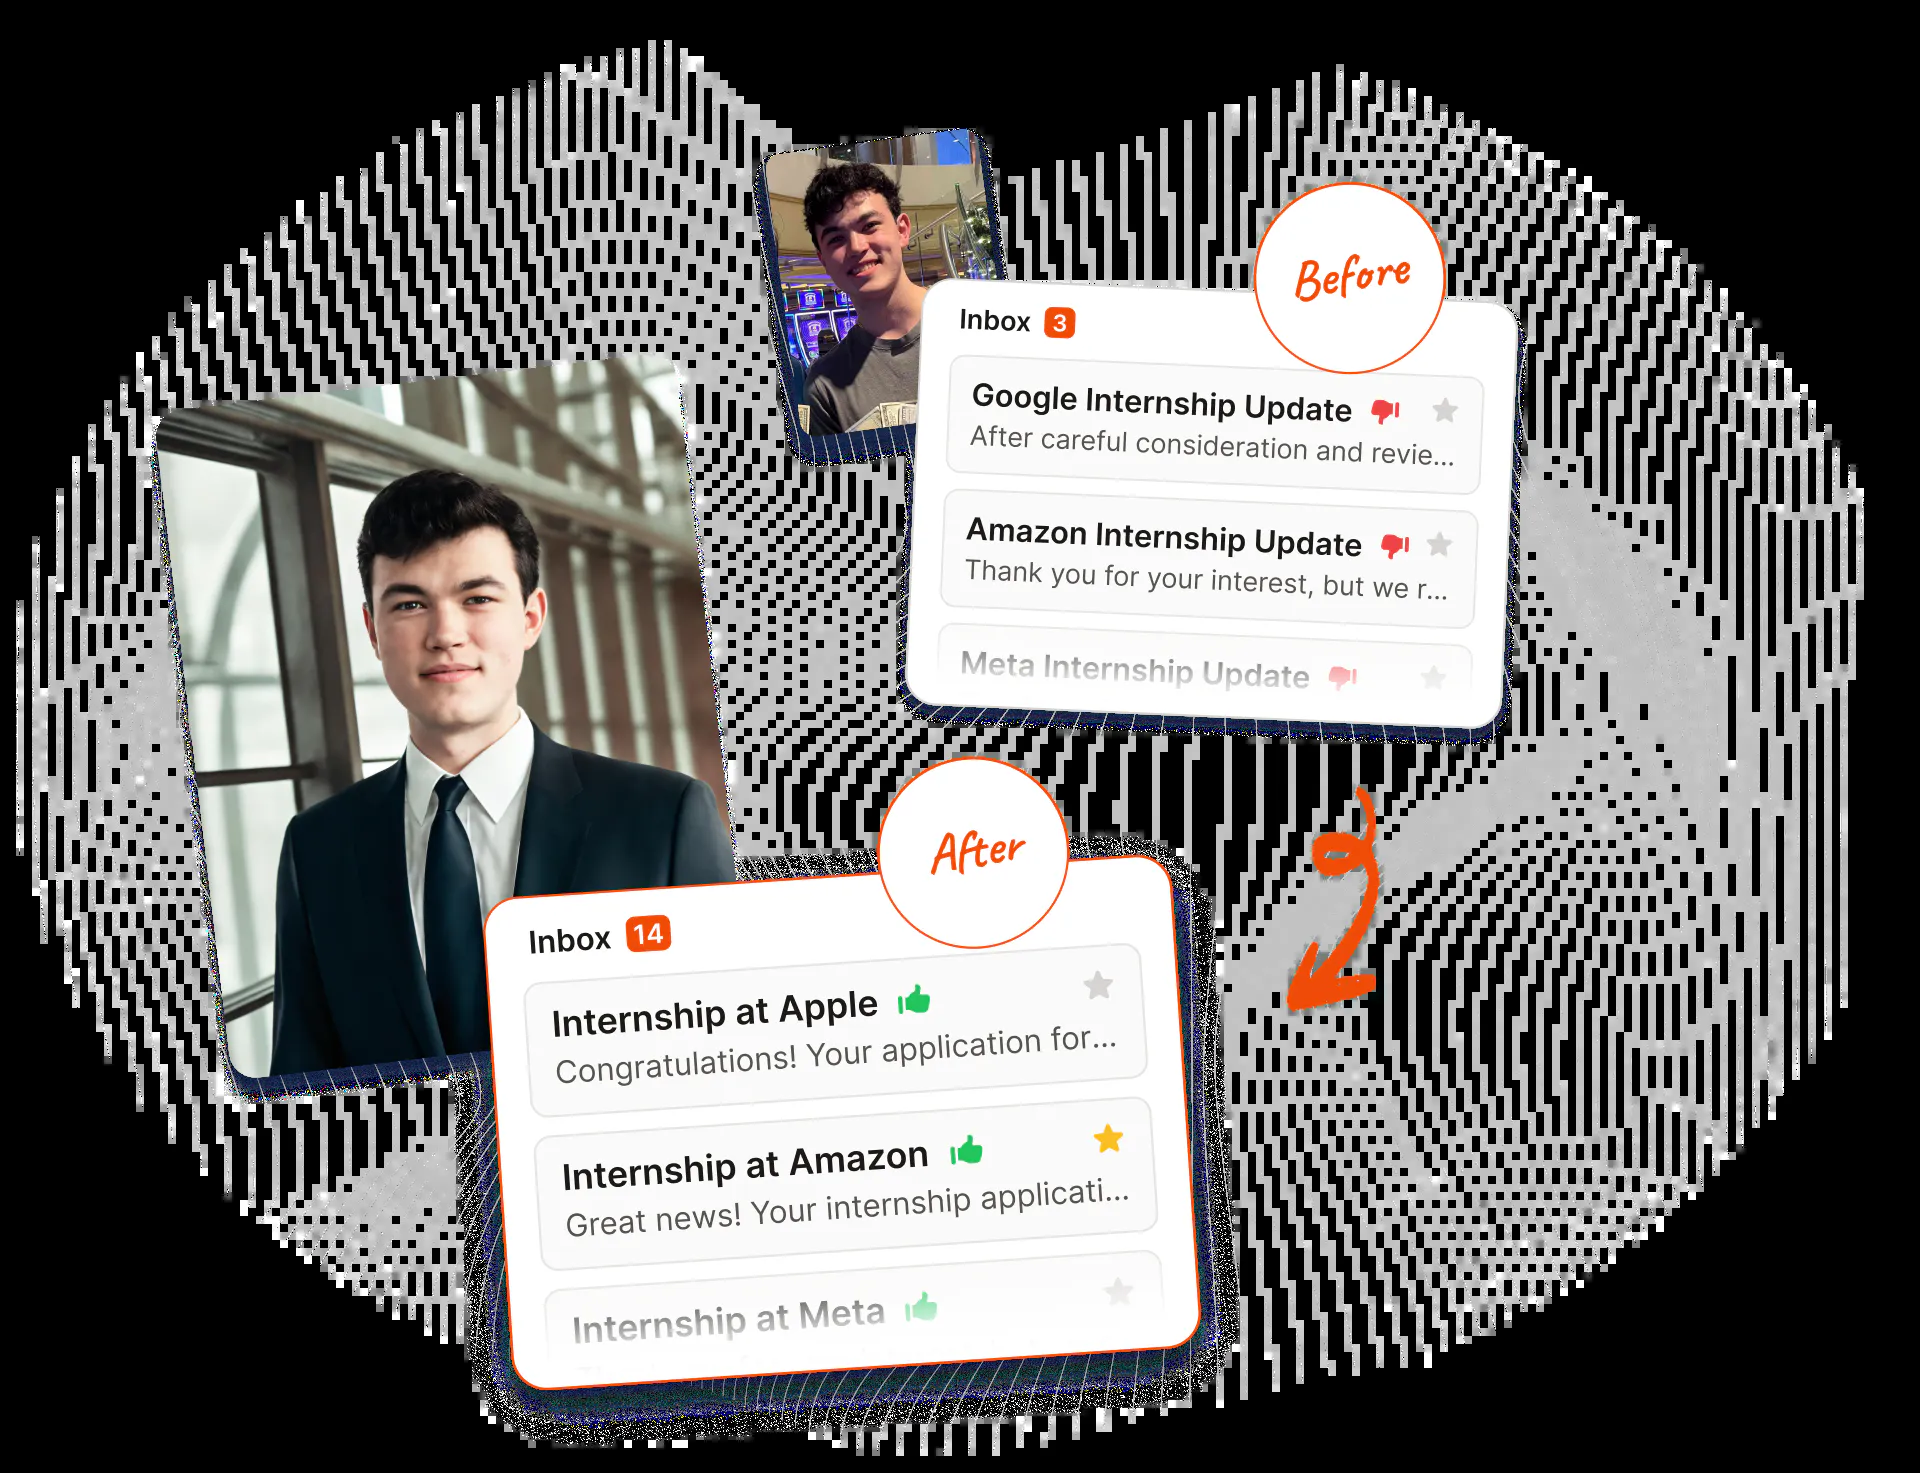 Before
Inbox 3
Google Internship Update
After careful consideration and revie...
Amazon Internship Update
Thank you for your interest, but we r...
Meta Internship Update
After
Inbox 14
Internship at Apple
Congratulations! Your application for...
Internship at Amazon
Great news! Your internship applicati...
Internship at Meta